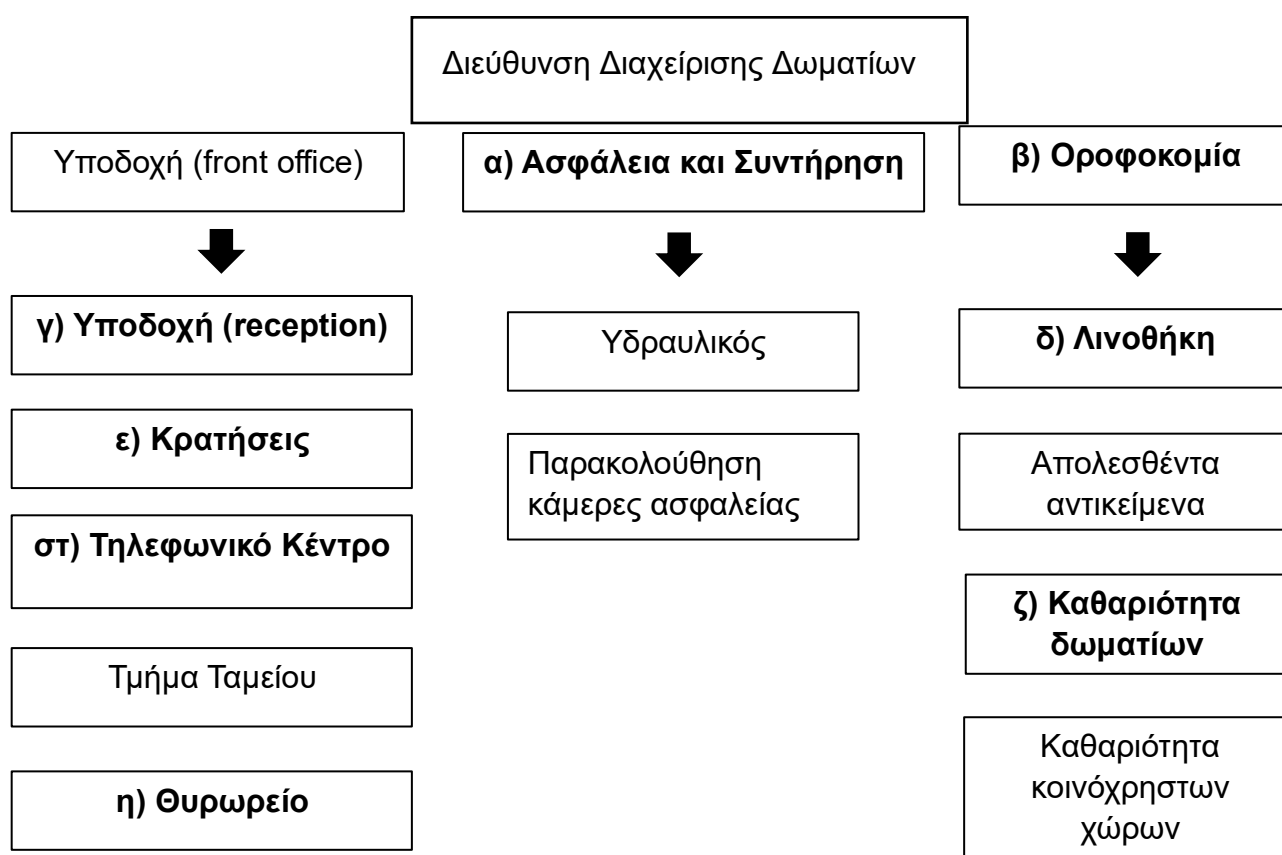 Διεύθυνση Διαχείρισης Δωματίων
Υποδοχή (front office)
α) Ασφάλεια και Συντήρηση
β) Οροφοκομία
γ) Υποδοχή (reception)
Υδραυλικός
δ) Λινοθήκη
ε) Κρατήσεις
Παρακολούθηση
κάμερες ασφαλείας
Απολεσθέντα
αντικείμενα
στ) Τηλεφωνικό Κέντρο
ζ) Καθαριότητα
δωματίων
Τμήμα Ταμείου
Καθαριότητα
κοινόχρηστων
χώρων
η) Θυρωρείο